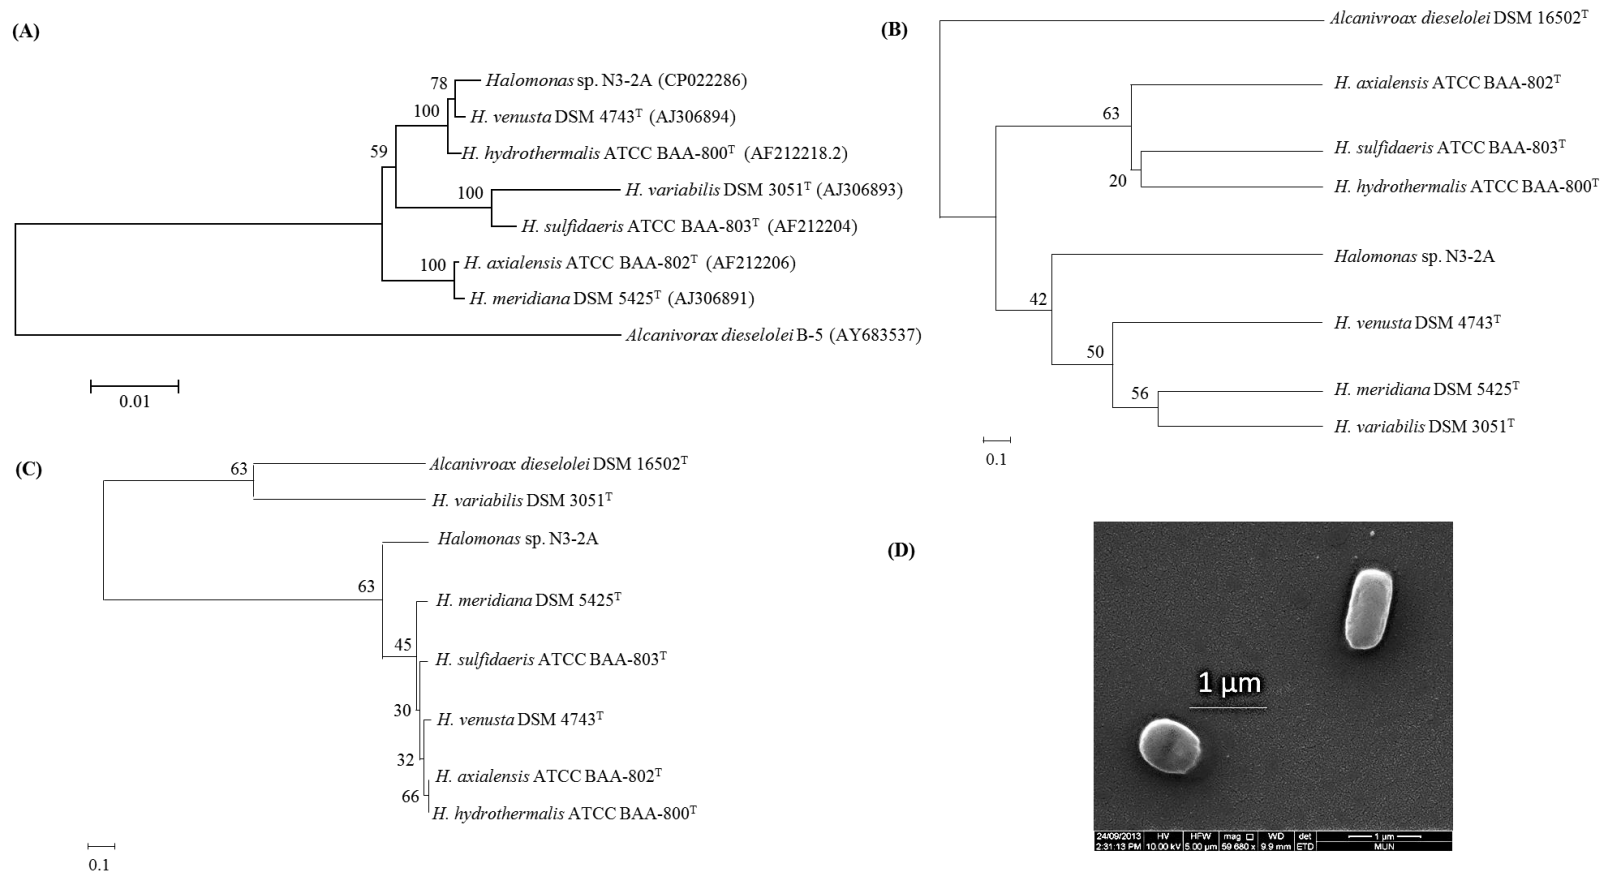 (A)
78
Halomonas sp. N3-2A (CP022286)
100
H. venusta DSM 4743T (AJ306894)
59
H. hydrothermalis ATCC BAA-800T (AF212218.2)
100
H. variabilis DSM 3051T (AJ306893)
H. sulfidaeris ATCC BAA-803T (AF212204)
100
H. axialensis ATCC BAA-802T (AF212206)
H. meridiana DSM 5425T (AJ306891)
Alcanivorax dieselolei B-5 (AY683537)
0.01
(B)
Alcanivroax dieselolei DSM 16502T
H. axialensis ATCC BAA-802T
63
H. sulfidaeris ATCC BAA-803T
20
H. hydrothermalis ATCC BAA-800T
Halomonas sp. N3-2A
42
H. venusta DSM 4743T
50
H. meridiana DSM 5425T
56
H. variabilis DSM 3051T
0.1
(C)
63
Alcanivroax dieselolei DSM 16502T
H. variabilis DSM 3051T
Halomonas sp. N3-2A
63
H. meridiana DSM 5425T
45
H. sulfidaeris ATCC BAA-803T
30
H. venusta DSM 4743T
32
H. axialensis ATCC BAA-802T
66
H. hydrothermalis ATCC BAA-800T
0.1
(D)
1 µm
24/09/2013 HV HFW mag □ WD det 1 µm
2:31:13 PM 10.00 kV 5.00 µm 59 680 x 9.9 mm ETD MUN